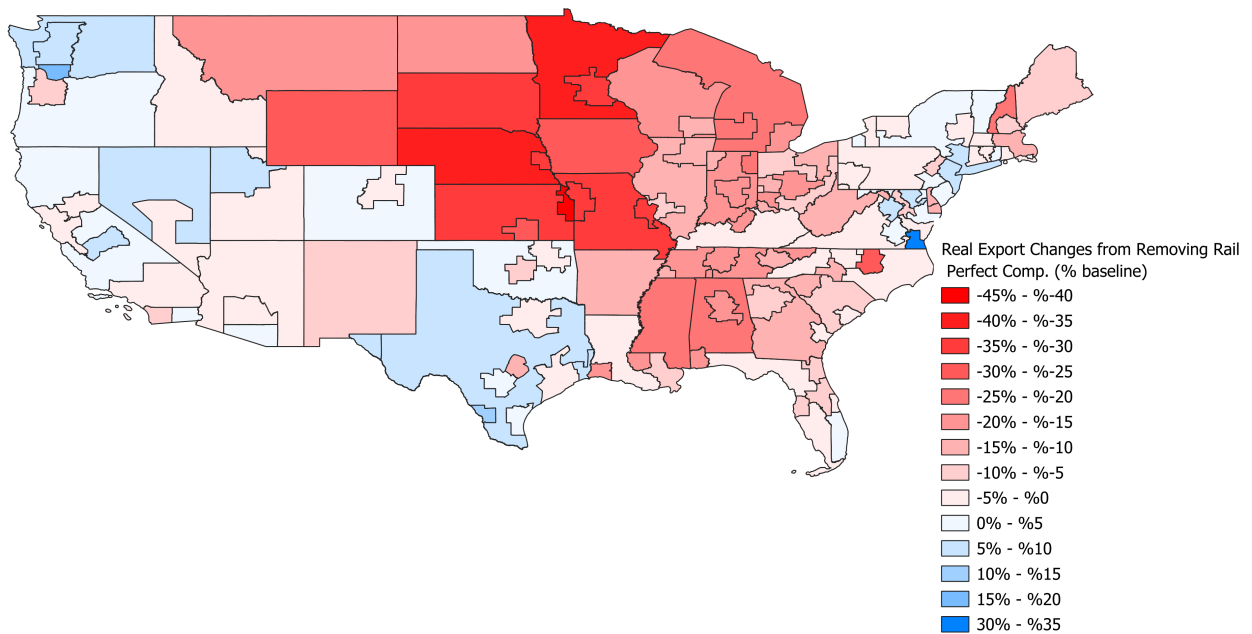 Real Export Changes from Removing Rail
Perfect Comp. (% baseline)
-45% - %-40
-40% - %-35
-35% - %-30
-30% - %-25
-25% - %-20
-20% - %-15
-15% - %-10
-10% - %-5
-5% - %0
0% - %5
5% - %10
10% - %15
15% - %20
30% - %35